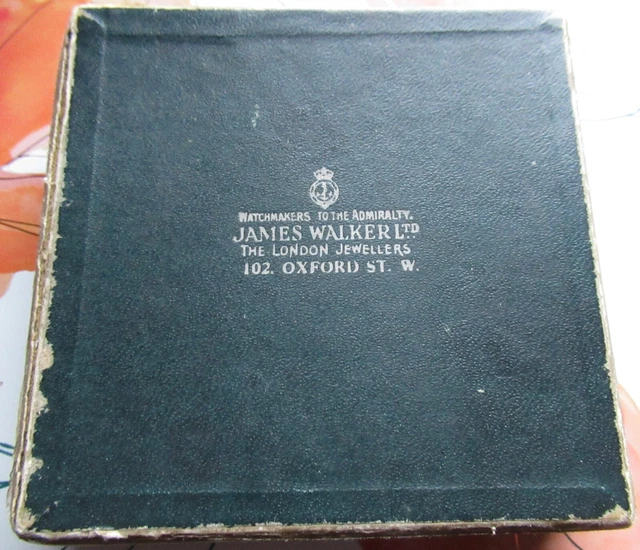 WATCHMAKERS TO THE ADMIRALTY.
JAMES WALKER LTD
THE LONDON JEWELLERS
102. OXFORD ST. W.